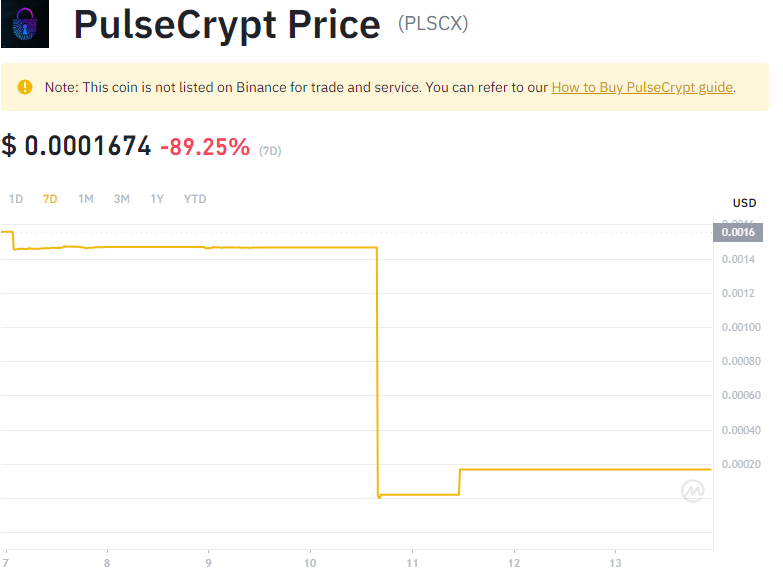 PulseCrypt Price (PLSCX)
Note: This coin is not listed on Binance for trade and service. You can refer to our How to Buy PulseCrypt guide.
$ 0.0001674 -89.25% (7D)
1D 7D 1M 3M 1Y YTD
USD
0.0016
0.0014
0.0012
0.00100
0.00080
0.00060
0.00040
0.00020
7 8 9 10 11 12 13